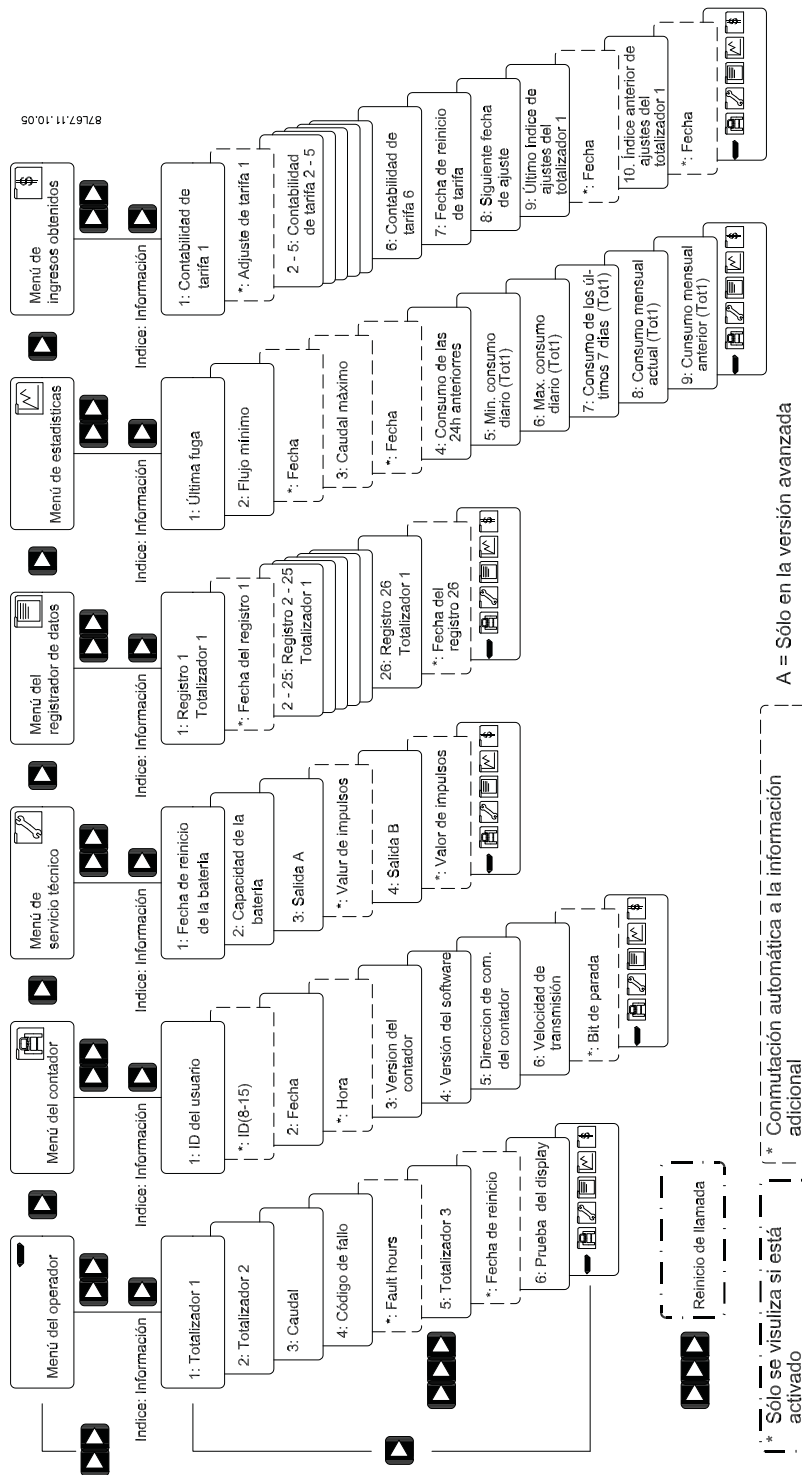 87L67.11.10.05
Menú del operador
Indice: Información
1: Totalizador 1
2: Totalizador 2
3: Caudal
4: Código de fallo
*: Fault hours
5: Totalizador 3
*: Fecha de reinicio
6: Prueba del display
Menú del contador
Indice: Información
1: ID del usuario
*: ID(8-15)
2: Fecha
*: Hora
3: Version del
contador
4: Versión del software
5: Direccion de com.
del contador
6: Velocidad de
transmisión
*: Bit de parada
Menú de
servicio técnico
Indice: Información
1: Fecha de reinicio
de la batería
2: Capacidad de la
batería
3: Salida A
*: Valur de impulsos
4: Salida B
*: Valor de impulsos
Menú del
registrador de datos
Indice: Información
1: Registro 1
Totalizador 1
*: Fecha del registro 1
2 - 25: Registro 2 - 25
Totalizador 1
26: Registro 26
Totalizador 1
*: Fecha del
registro 26
Menú de estadísticas
Indice: Información
1: Última fuga
2: Flujo mínimo
*: Fecha
3: Caudal màximo
*: Fecha
4: Consumo de las
24h anteriorres
5: Min. consumo
diario (Tot1)
6: Max. consumo
diario (Tot1)
7: Consumo de los úl-
timos 7 días (Tot1)
8: Consumo mensual
actual (Tot1)
9: Cunsumo mensual
anterior (Tot1)
Menú de
ingresos obtenidos
Indice: Información
1: Contabilidad de
tarifa 1
*: Adjuste de tarifa 1
2 - 5: Contabilidad
de tarifa 2 - 5
6: Contabilidad de
tarifa 6
7: Fecha de reinicio
de tarifa
8: Siguiente fecha
de ajuste
9: Último índice de
ajustes del
totalizador 1
*: Fecha
10. Índice anterior de
ajustes del
totalizador 1
*: Fecha
Reinicio de llamada
* Sólo se visuliza si está
activado
* Conmutación automática a la información
adicional
A = Sólo en la versión avanzada